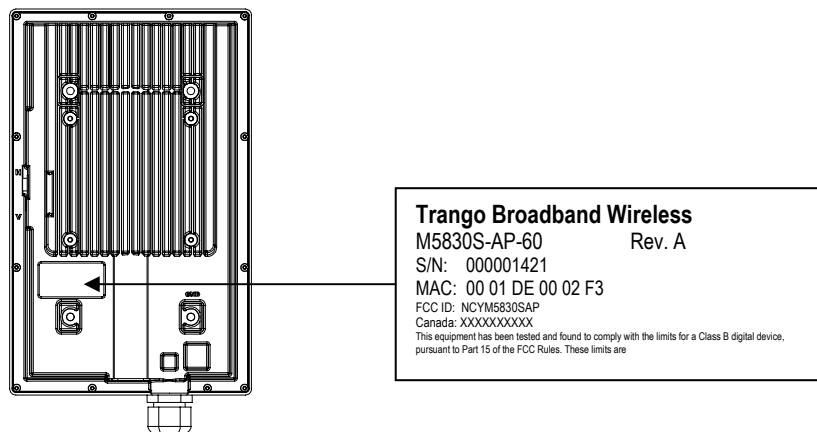 H
V
GND
Trango Broadband Wireless
M5830S-AP-60 Rev. A
S/N: 000001421
MAC: 00 01 DE 00 02 F3
FCC ID: NCYM5830SAP
Canada: XXXXXXXXXX
This equipment has been tested and found to comply with the limits for a Class B digital device,
pursuant to Part 15 of the FCC Rules. These limits are